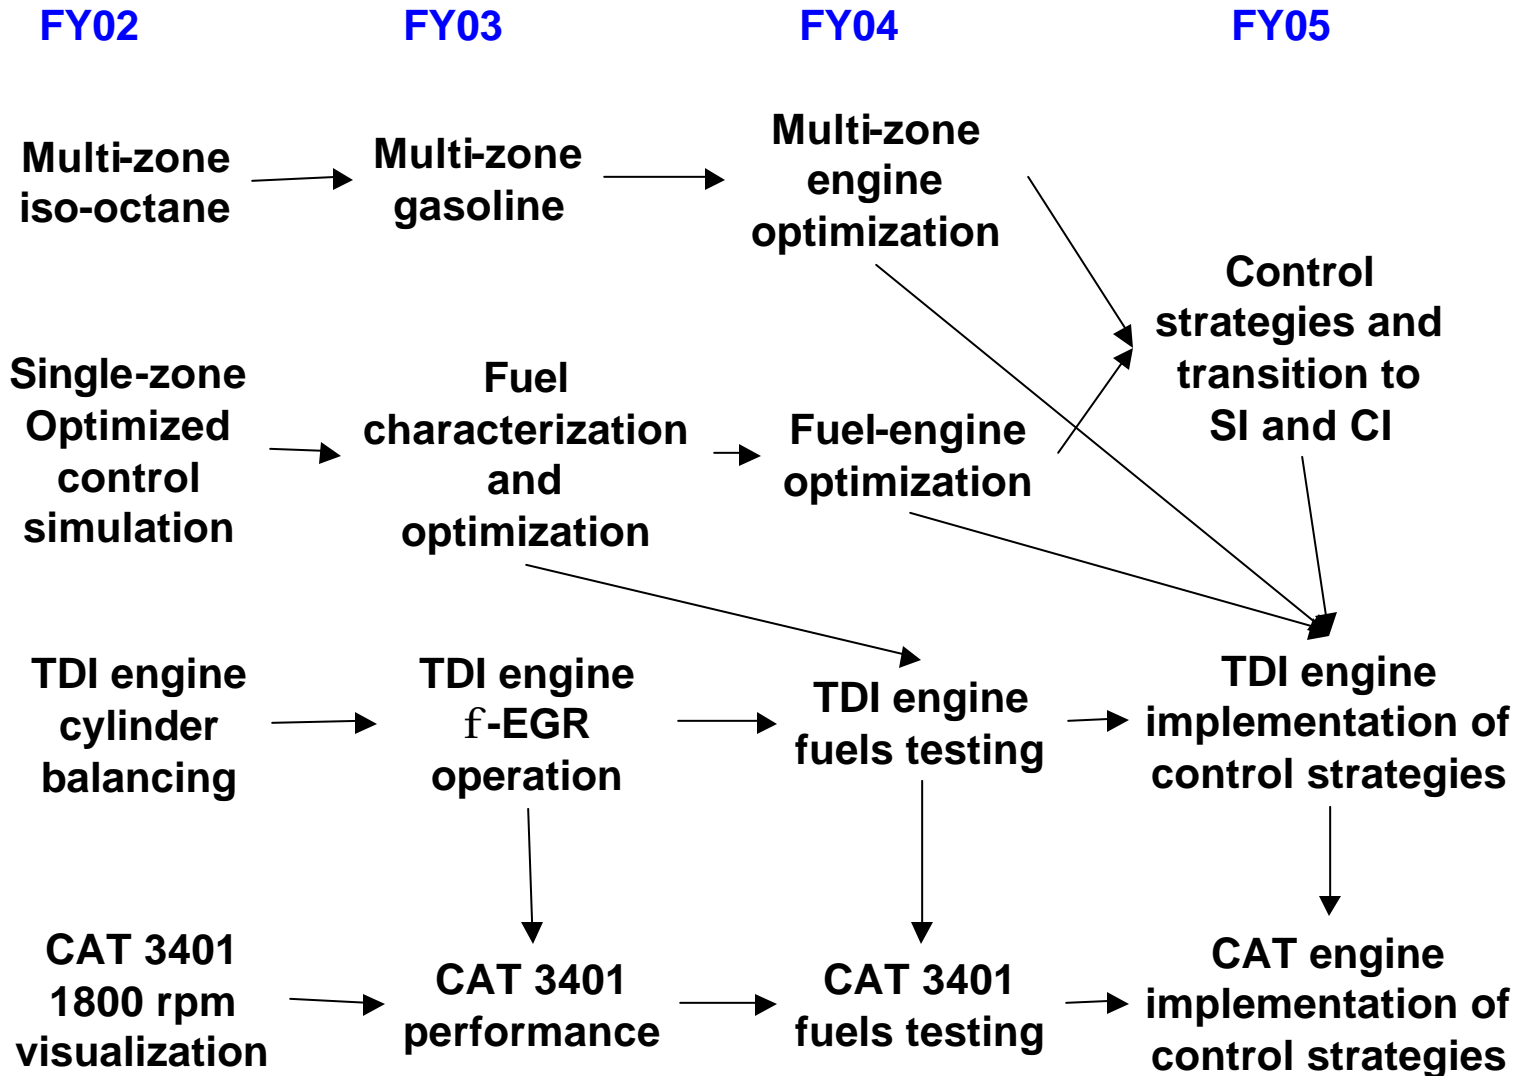 FY02
FY03
FY04
FY05
Multi-zone
iso-octane
Multi-zone
gasoline
Multi-zone
engine
optimization
Control
strategies and
transition to
SI and CI
Single-zone
Optimized
control
simulation
Fuel
characterization
and
optimization
Fuel-engine
optimization
TDI engine
cylinder
balancing
TDI engine
f-EGR
operation
TDI engine
fuels testing
TDI engine
implementation of
control strategies
CAT 3401
1800 rpm
visualization
CAT 3401
performance
CAT 3401
fuels testing
CAT engine
implementation of
control strategies